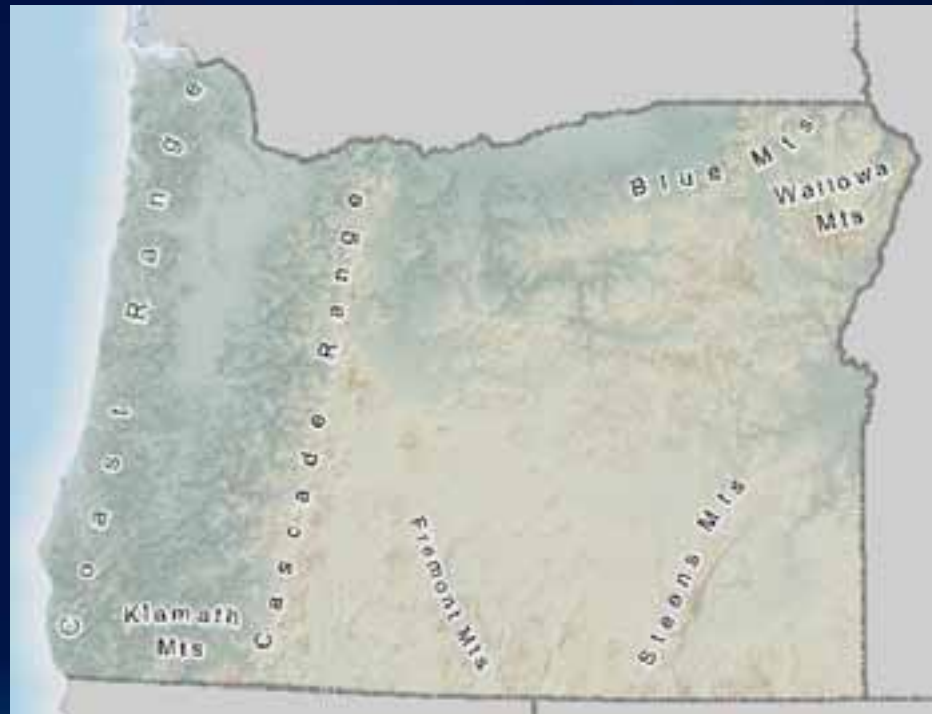 Coast Range
Cascade Range
Blue Mts
Wallowa
Mts
Klamath
Mts
Fremont Mts
Steens Mts